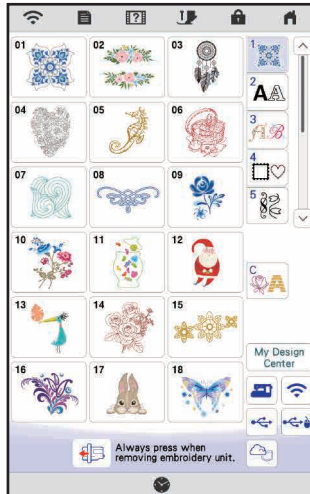 01 02 03
04 05 06
07 08 09
10 11 12
13 14 15
16 17 18
1
2
AA
3
AB
4
5
C
A
My Design
Center
Always press when
removing embroidery unit.